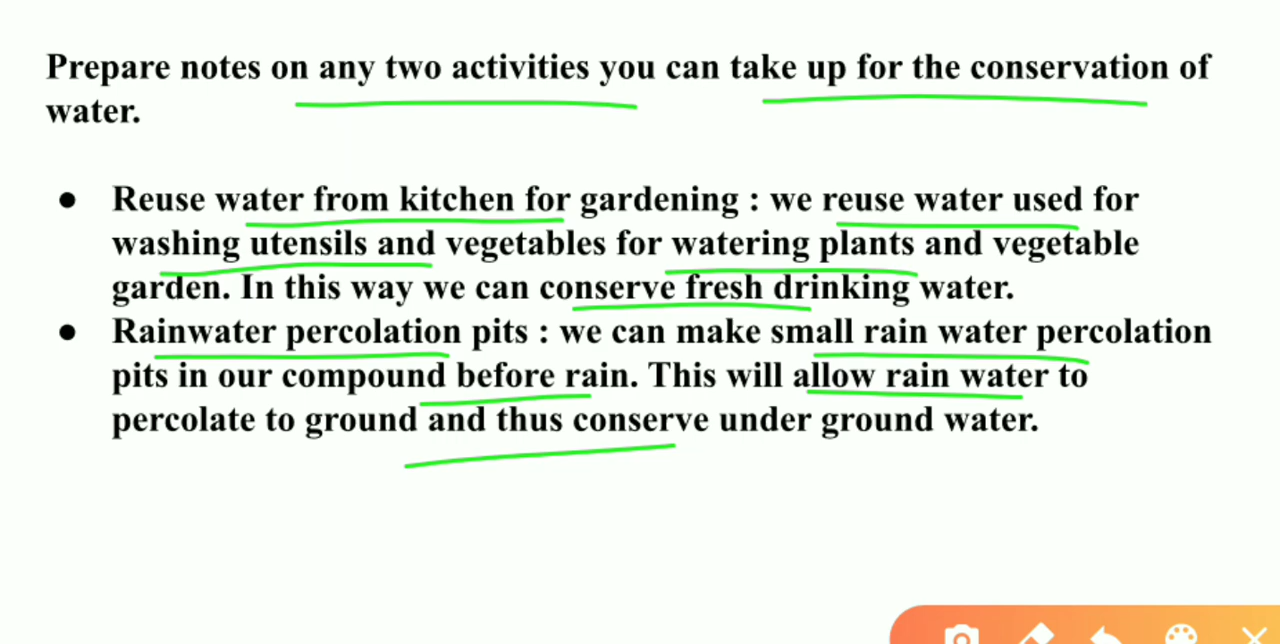 Prepare notes on any two activities you can take up for the conservation of
water.
● Reuse water from kitchen for gardening : we reuse water used for
washing utensils and vegetables for watering plants and vegetable
garden. In this way we can conserve fresh drinking water.
● Rainwater percolation pits : we can make small rain water percolation
pits in our compound before rain. This will allow rain water to
percolate to ground and thus conserve under ground water.